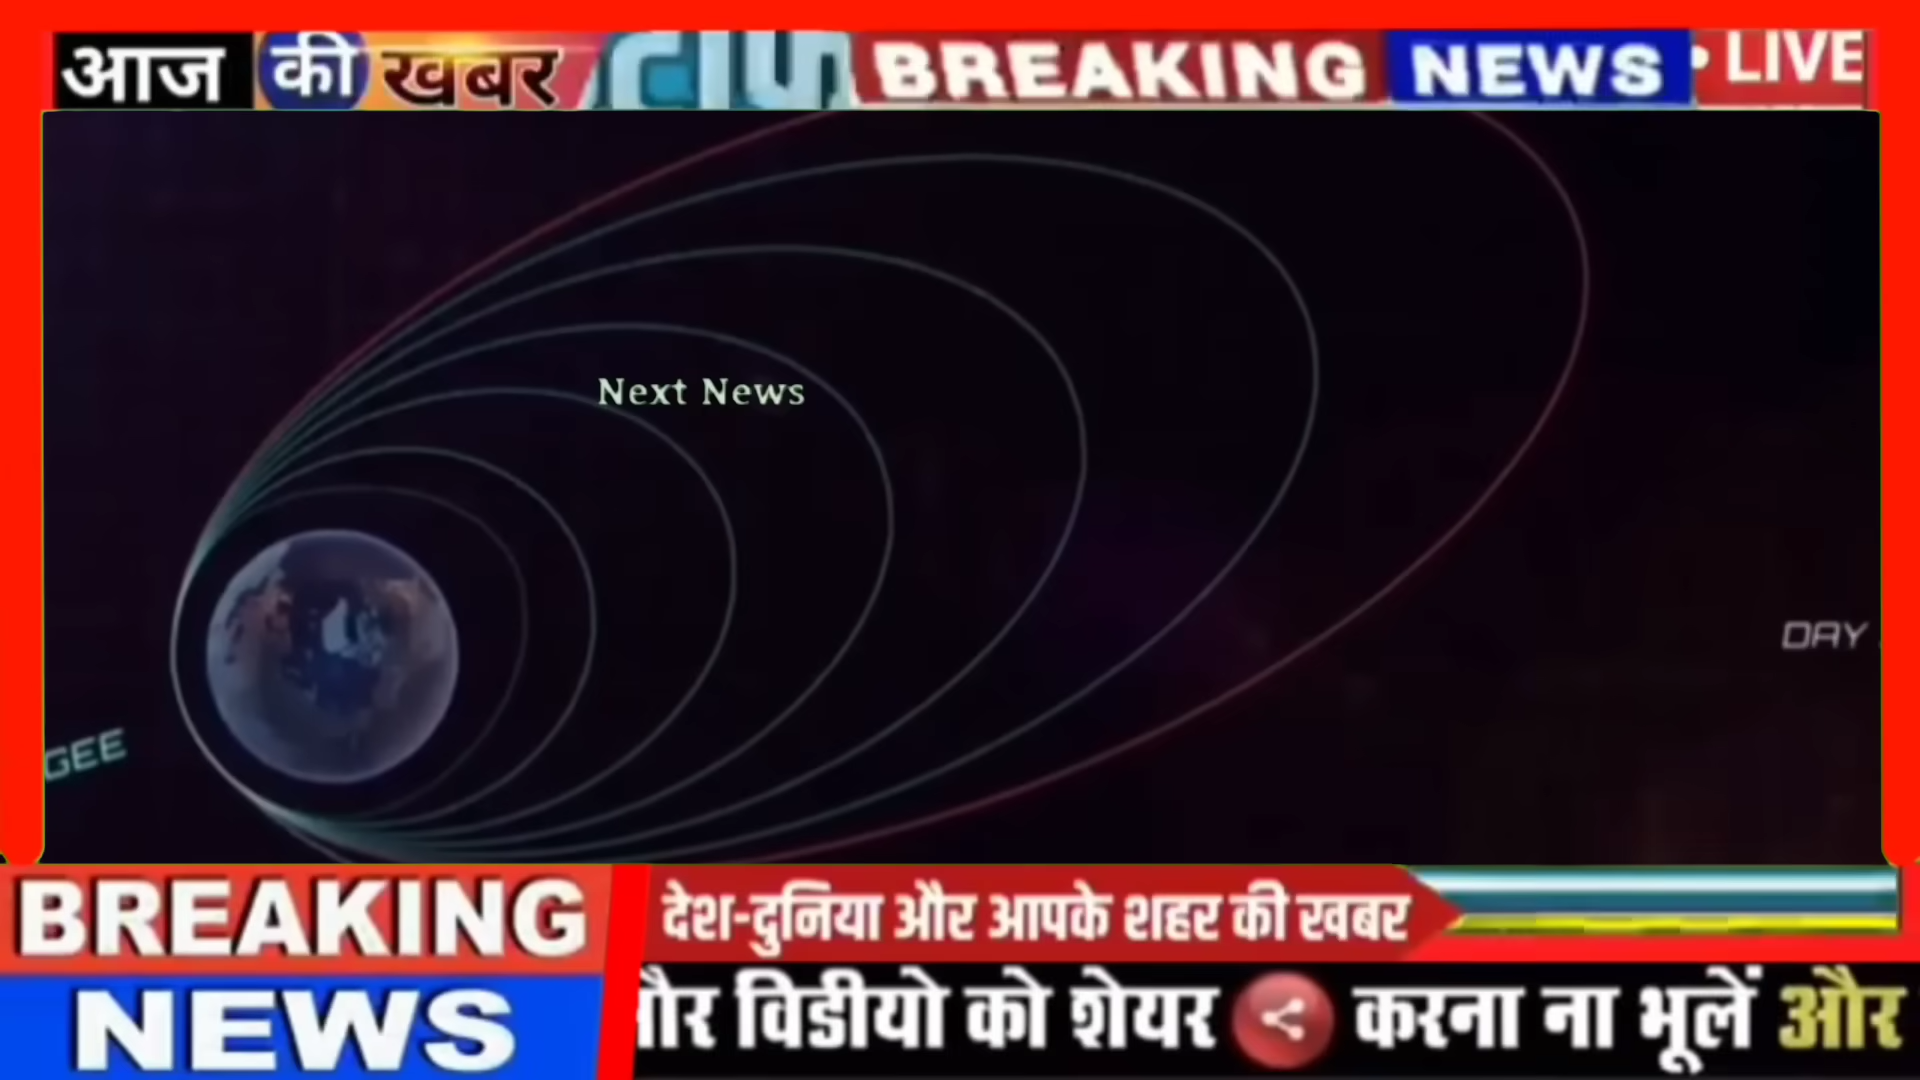 आज की खबर BREAKING NEWS • LIVE
Next News
DAY
GEE
BREAKING NEWS
देश-दुनिया और आपके शहर की खबर
और विडीयो को शेयर करना ना भूलें और